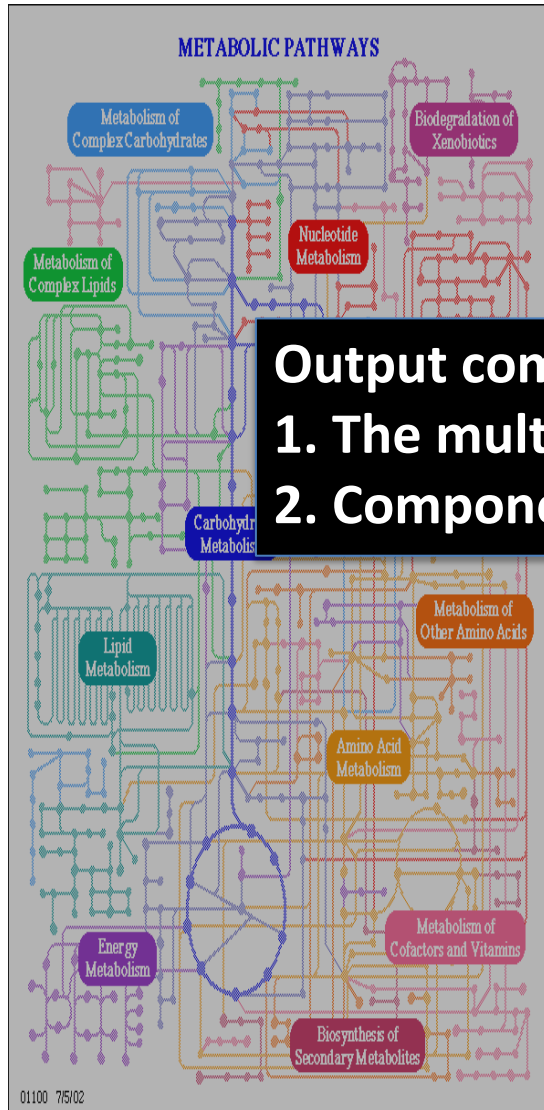 METABOLIC PATHWAYS
Metabolism of
Complex Carbohydrates
Biodegradation of
Xenobiotics
Nucleotide
Metabolism
Metabolism of
Complex Lipids
Output com
1. The mult
2. Compone
Carbohydr
Metabolis
Metabolism of
Other Amino Acids
Lipid
Metabolism
Amino Acid
Metabolism
Metabolism of
Cofactors and Vitamins
Energy
Metabolism
Biosynthesis of
Secondary Metabolites
01100 7/5/02